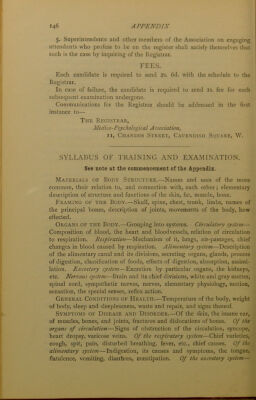 146 APPENDIX
5. Superintendents and other members of the Association on engaging
attendants who profess to be on the register shall satisfy themselves that
such is the case by inquiring of the Registrar.
FEES.
Each candidate is required to send 2s. 6d. with the schedule to the
Registrar.
In case of failure, the candidate is required to send 1s. fee for each
subsequent examination undergone.
Communications for the Registrar should be addressed in the first
instance to—
THE REGISTRAR,
Medico-Psychological Association,
11, CHANDOS STREET, CAVENDISH SQUARE, W.
SYLLABUS OF TRAINING AND EXAMINATION.
See note at the commencement of the Appendix.
MATERIALS OF BODY STRUCTURE.—Names and uses of the more
common, their relation to, and connection with, each other; elementary
description of structure and functions of the skin, fat, muscle, bone.
FRAMING OF THE BODY.—Skull, spine, chest, trunk, limbs, names of
the principal bones, description of joints, movements of the body, how
effected.
ORGANS OF THE BODY.—Grouping into systems. Circulatory system—
Composition of blood, the heart and bloodvessels, relation of circulation
to respiration. Respiration—Mechanism of it, lungs, air-passages, chief
changes in blood caused by respiration. Alimentary system—Description
of the alimentary canal and its divisions, secreting organs, glands, process
of digestion, classification of foods, effects of digestion, absorption, assimi-
lation. Excretory system—Excretion by particular organs, the kidneys,
etc. Nervous system—Brain and its chief divisions, white and gray matter,
spinal cord, sympathetic nerves, nerves, elementary physiology, motion,
sensation, the special senses, reflex action.
GENERAL CONDITIONS OF HEALTH.—Temperature of the body, weight
of body, sleep and sleeplessness, waste and repair, and signs thereof.
SYMPTOMS OF DISEASE AND DISORDER.—Of the skin, the insane ear,
of muscles, bones, and joints, fractures and dislocations of bones. Of the
organs of circulation—Signs of obstruction of the circulation, syncope,
heart dropsy, varicose veins. Of the respiratory system—Chief varieties,
cough, spit, pain, disturbed breathing, fever, etc., chief causes. Of the
alimentary system—Indigestion, its causes and symptoms, the tongue,
flatulence, vomiting, diarrhœa, constipation. Of the excretory system—